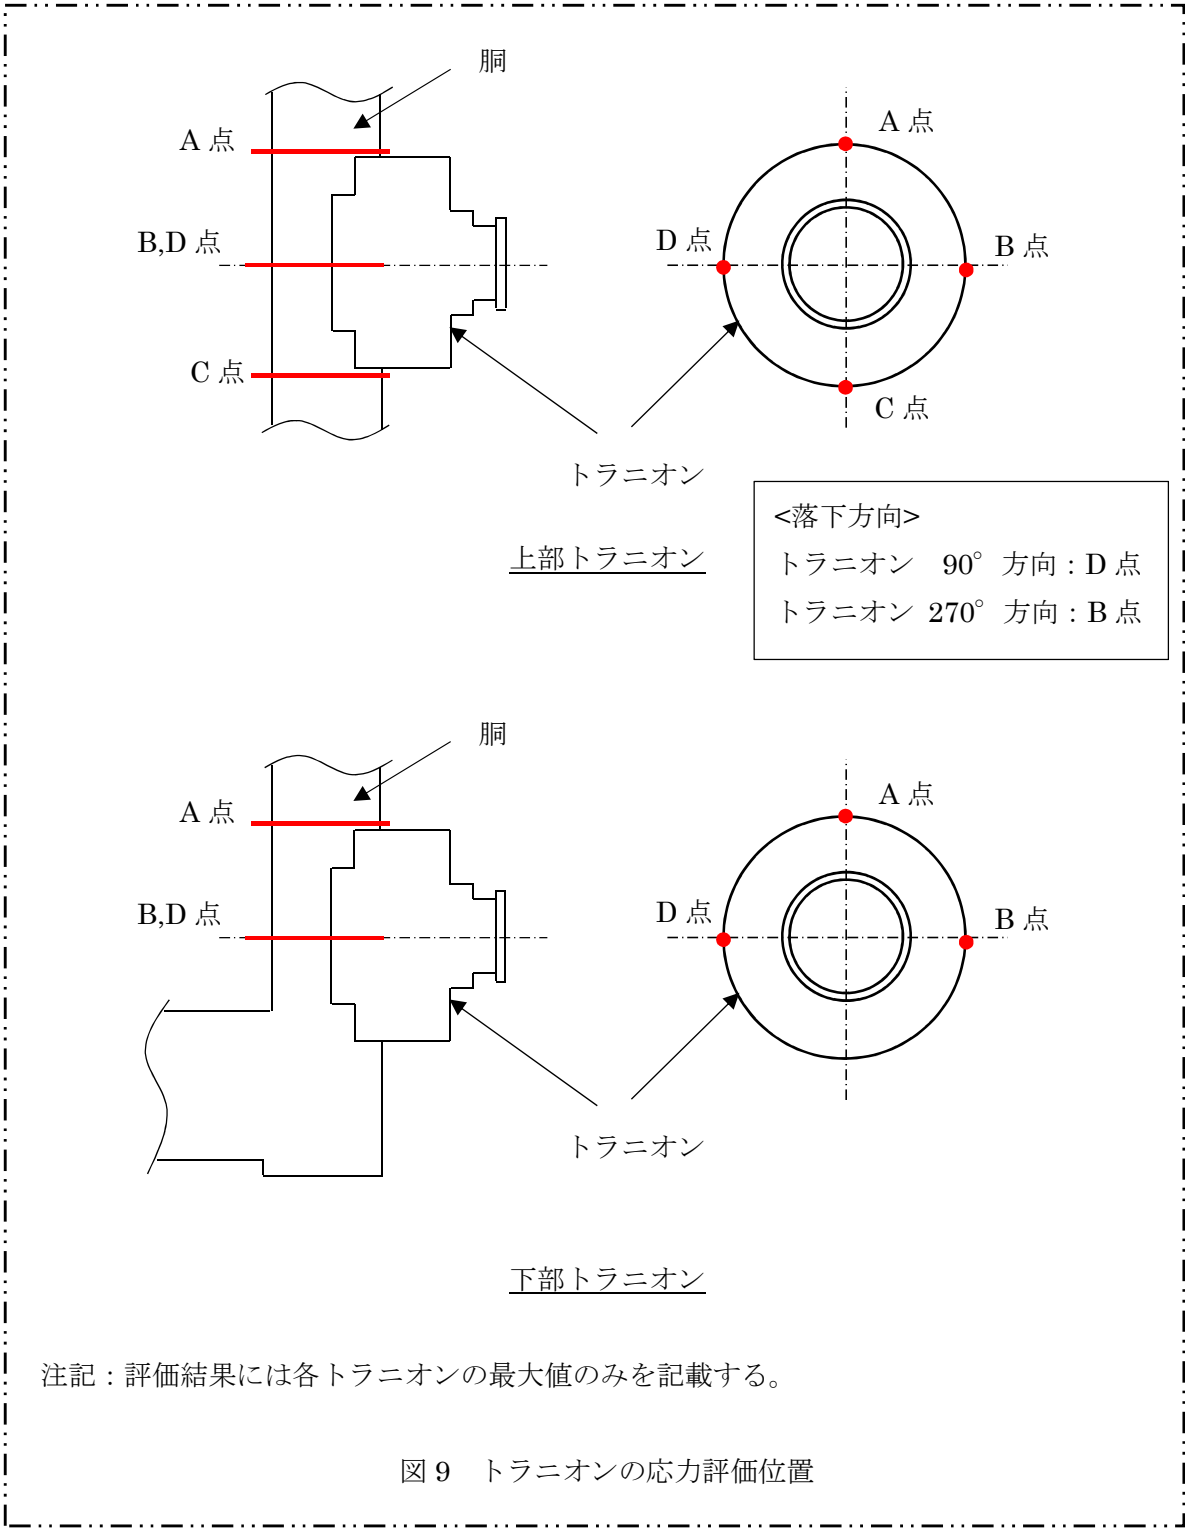 胴
A 点
B,D 点
C 点
A 点
D 点
B 点
C 点
トラニオン
上部トラニオン
<落下方向>
トラニオン　90°方向：D 点
トラニオン 270°方向：B 点
胴
A 点
B,D 点
A 点
D 点
B 点
トラニオン
下部トラニオン
注記：評価結果には各トラニオンの最大値のみを記載する。
図 9　トラニオンの応力評価位置